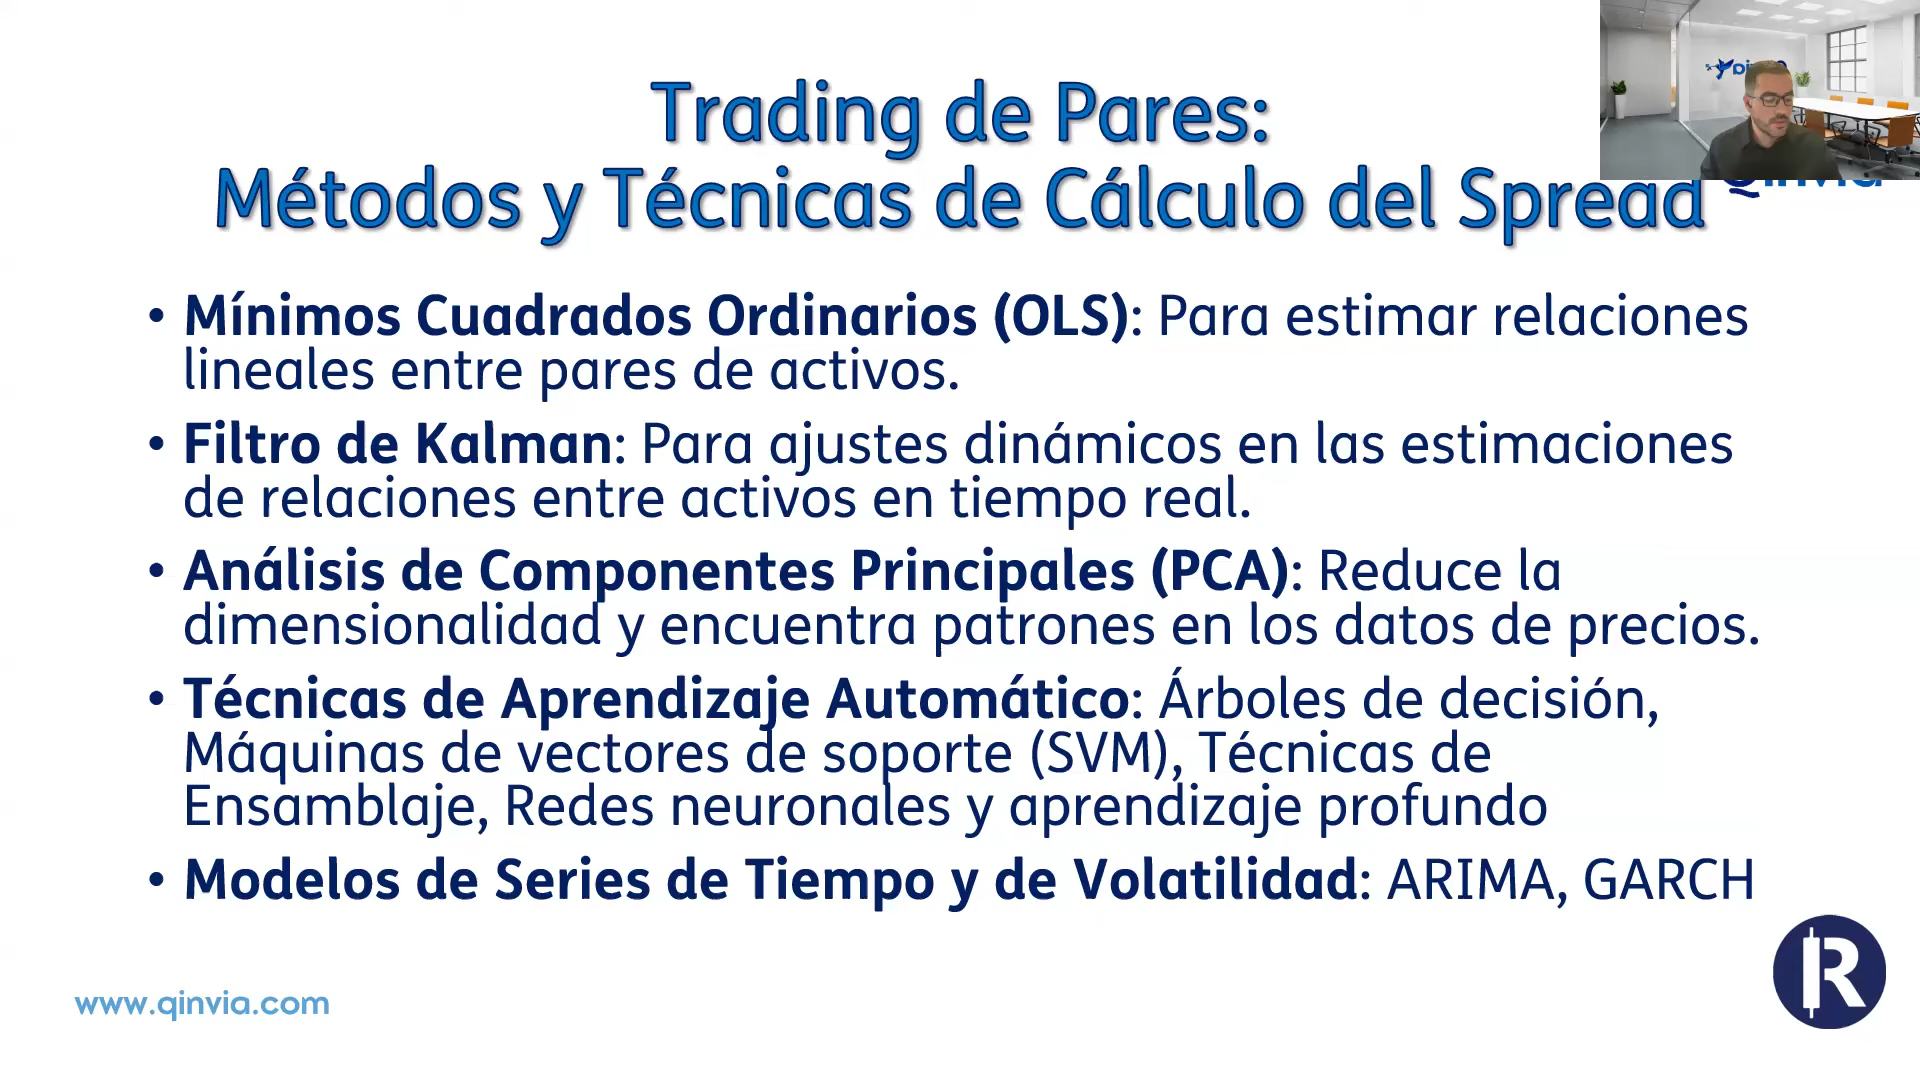 Trading de Pares:
Métodos y Técnicas de Cálculo del Spread
• Mínimos Cuadrados Ordinarios (OLS): Para estimar relaciones
lineales entre pares de activos.
• Filtro de Kalman: Para ajustes dinámicos en las estimaciones
de relaciones entre activos en tiempo real.
• Análisis de Componentes Principales (PCA): Reduce la
dimensionalidad y encuentra patrones en los datos de precios.
• Técnicas de Aprendizaje Automático: Árboles de decisión,
Máquinas de vectores de soporte (SVM), Técnicas de
Ensamblaje, Redes neuronales y aprendizaje profundo
• Modelos de Series de Tiempo y de Volatilidad: ARIMA, GARCH
www.qinvia.com
R